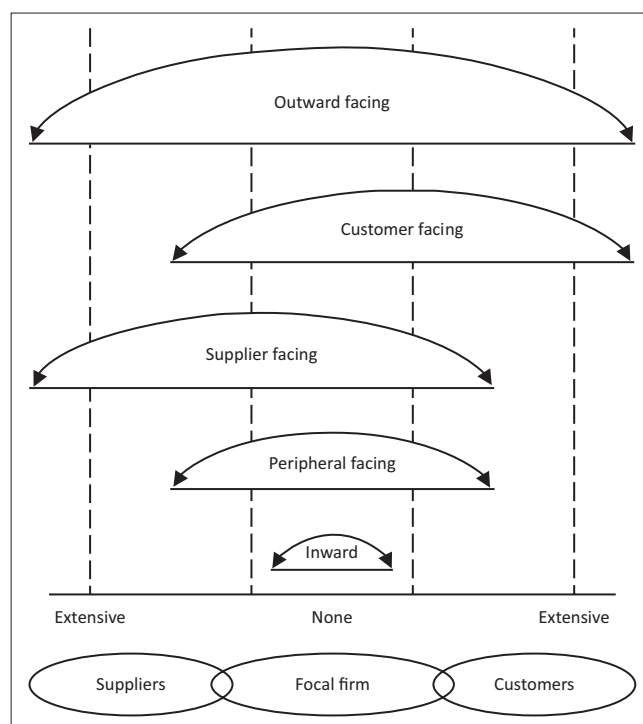 Outward facing
Customer facing
Supplier facing
Peripheral facing
Inward
Extensive None Extensive
Suppliers Focal firm Customers